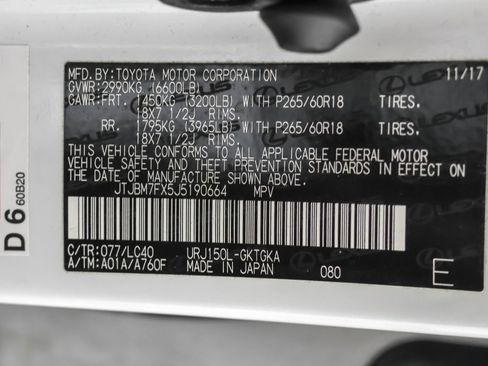 MFD.BY:TOYOTA MOTOR CORPORATION 11/17
GVWR:2990KG (6600LB)
GAWR:FRT. 1450KG(3200LB) WITH P265/60R18 TIRES.
18X7 1/2J RIMS.
RR. 1795KG(3965LB) WITH P265/60R18 TIRES.
18X7 1/2J RIMS.
THIS VEHICLE CONFORMS TO ALL APPLICABLE FEDERAL MOTOR
VEHICLE SAFETY AND THEFT PREVENTION STANDARDS IN EFFECT ON
THE DATE OF MANUFACTURE SHOWN ABOVE.
JTJBM7FX5J5190664 MPV
C/TR:077/LC40 URJ150L-GKTGKA
A/TM:A01A/A760F MADE IN JAPAN 080
E
D6 60B20
LEXUS